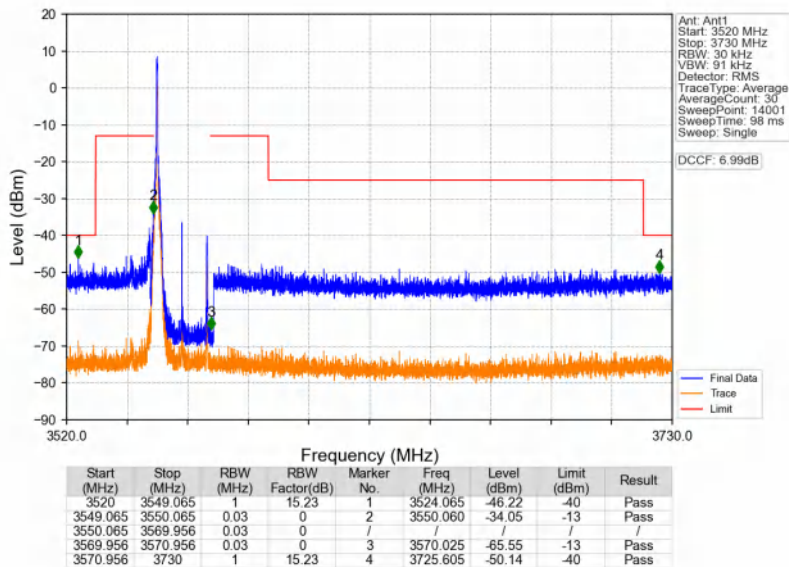 20
10
0
−10
−20
−30
−40
−50
−60
−70
−80
−90
Level (dBm)
1
2
3
4
3520.0
3730.0
Frequency (MHz)
Ant: Ant1
Start: 3520 MHz
Stop: 3730 MHz
RBW: 30 kHz
VBW: 91 kHz
Detector: RMS
TraceType: Average
AverageCount: 30
SweepPoint: 14001
SweepTime: 98 ms
Sweep: Single
DCCF: 6.99dB
Final Data
Trace
Limit
Start (MHz) Stop (MHz) RBW (MHz) RBW Factor(dB) Marker No. Freq (MHz) Level (dBm) Limit (dBm) Result
3520 3549.065 1 15.23 1 3524.065 -46.22 -40 Pass
3549.065 3550.065 0.03 0 2 3550.060 -34.05 -13 Pass
3550.065 3569.956 0.03 0 / / / / /
3569.956 3570.956 0.03 0 3 3570.025 -65.55 -13 Pass
3570.956 3730 1 15.23 4 3725.605 -50.14 -40 Pass